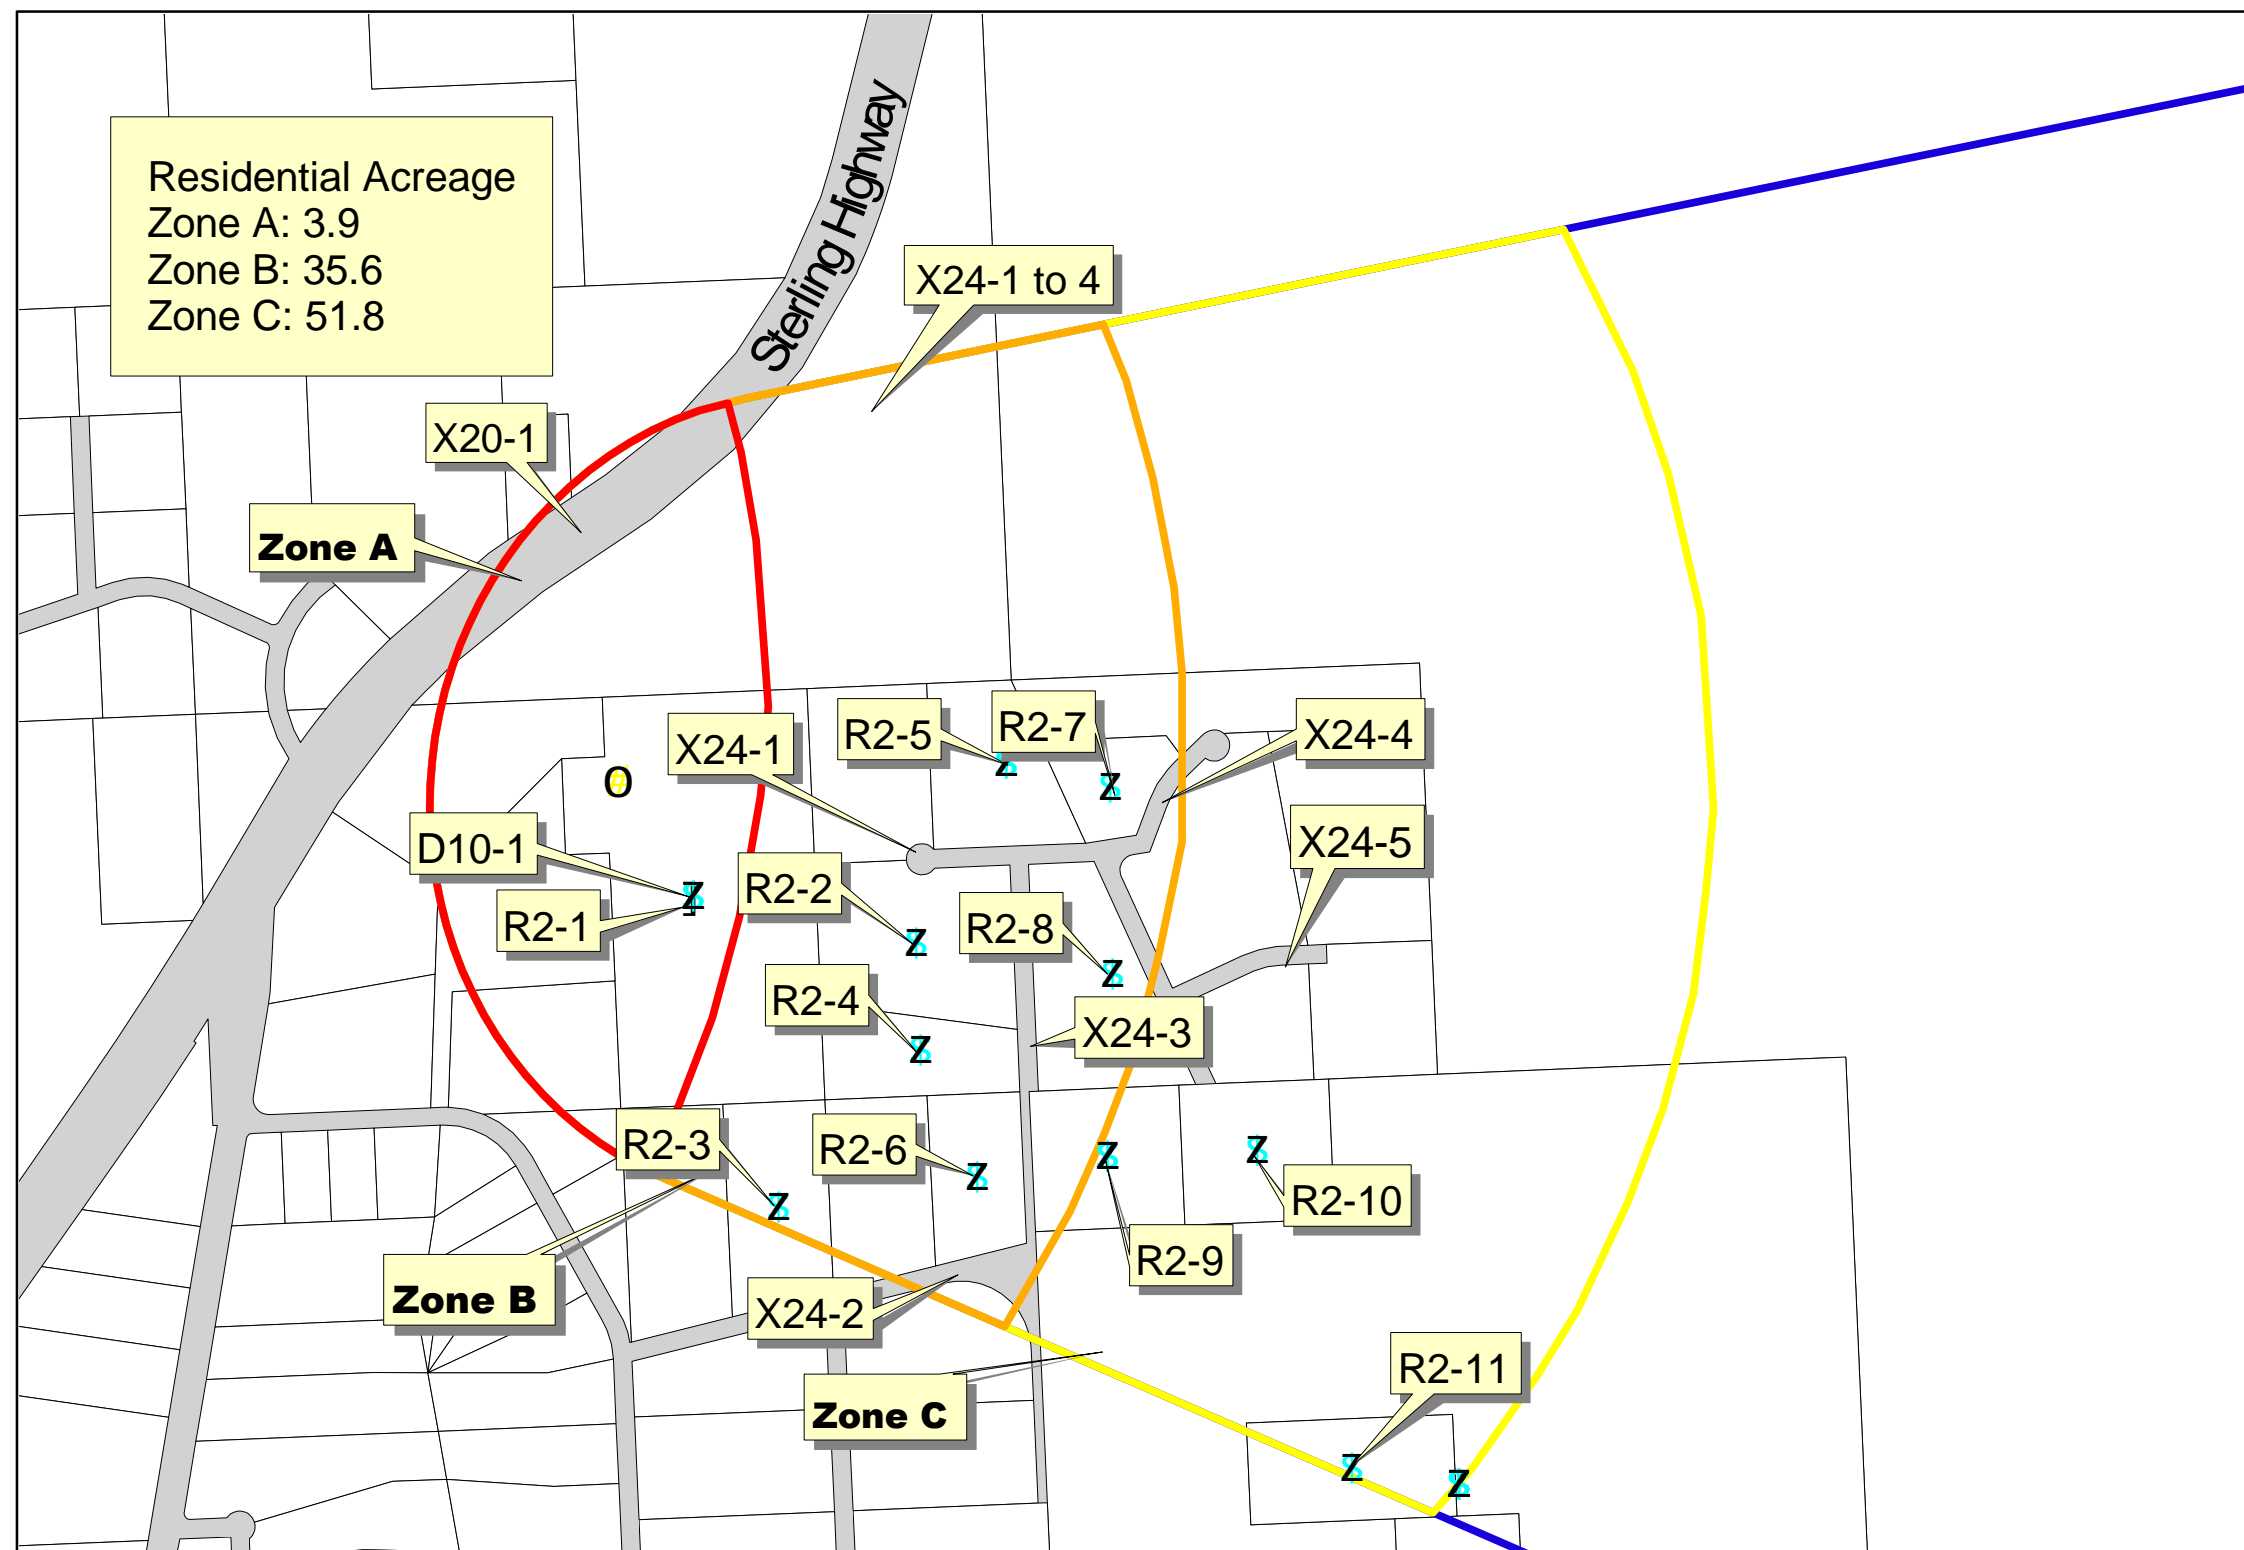 Residential Acreage
Zone A: 3.9
Zone B: 35.6
Zone C: 51.8
Sterling Highway
X24-1 to 4
X20-1
Zone A
X24-1
R2-5
R2-7
X24-4
O
Z
Z
D10-1
X24-5
R2-1
Z
R2-2
Z
R2-8
Z
R2-4
Z
X24-3
R2-3
Z
R2-6
Z
Z
Z
R2-10
R2-9
Zone B
X24-2
Zone C
R2-11
Z
Z